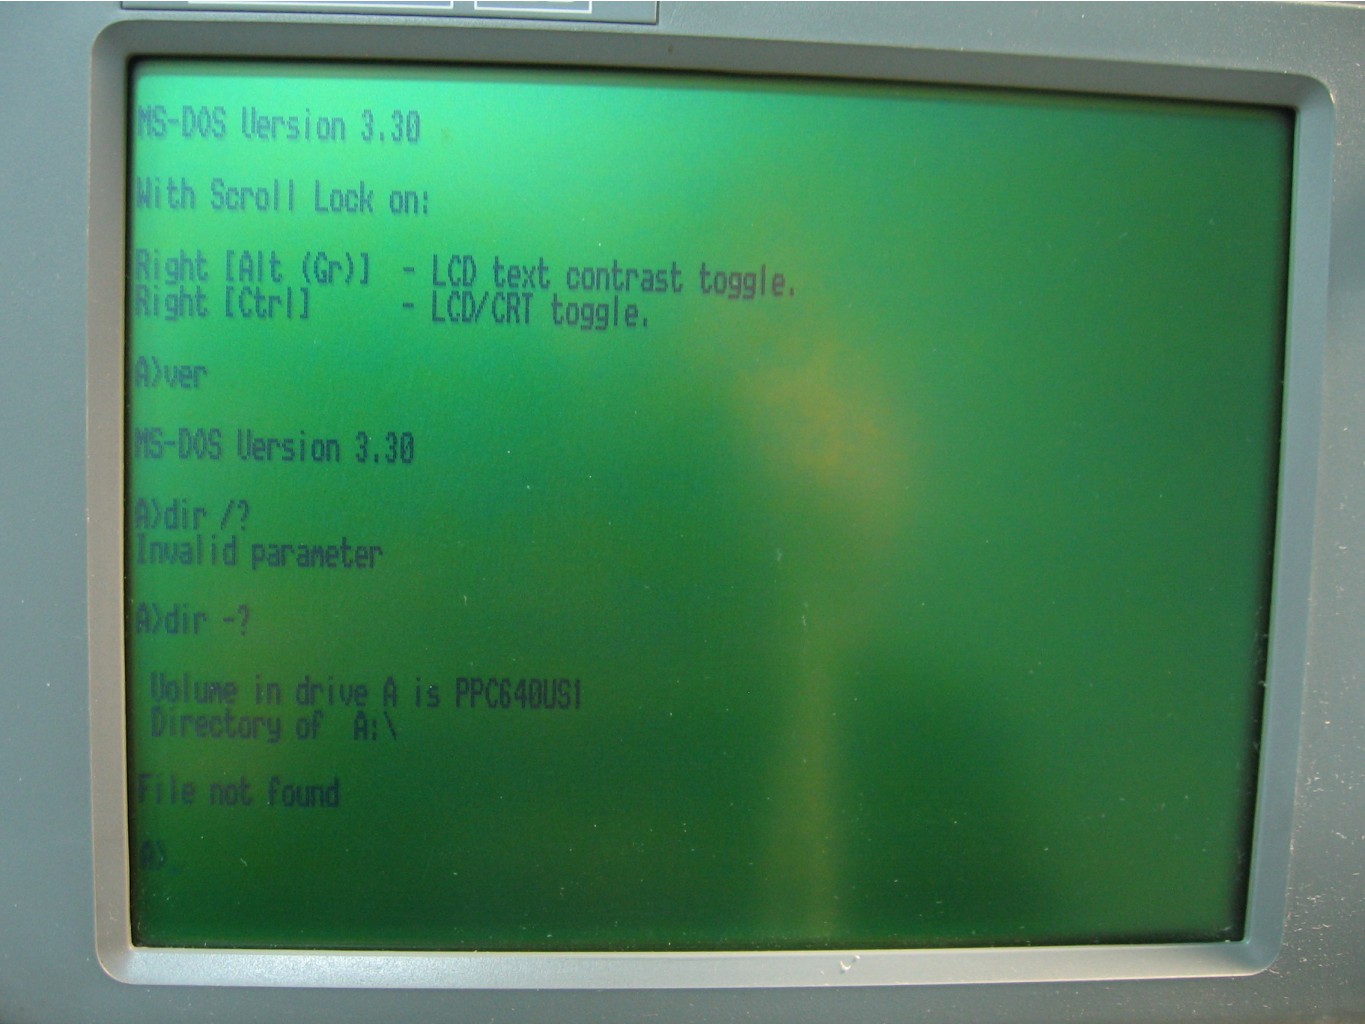 MS-DOS Version 3.30
With Scroll Lock on:
Right [Alt (Gr)]  - LCD text contrast toggle.
Right [Ctrl]      - LCD/CRT toggle.
A>ver
MS-DOS Version 3.30
A>dir /?
Invalid parameter
A>dir -?
Volume in drive A is PPC640US1
Directory of  A:\
File not found
A>